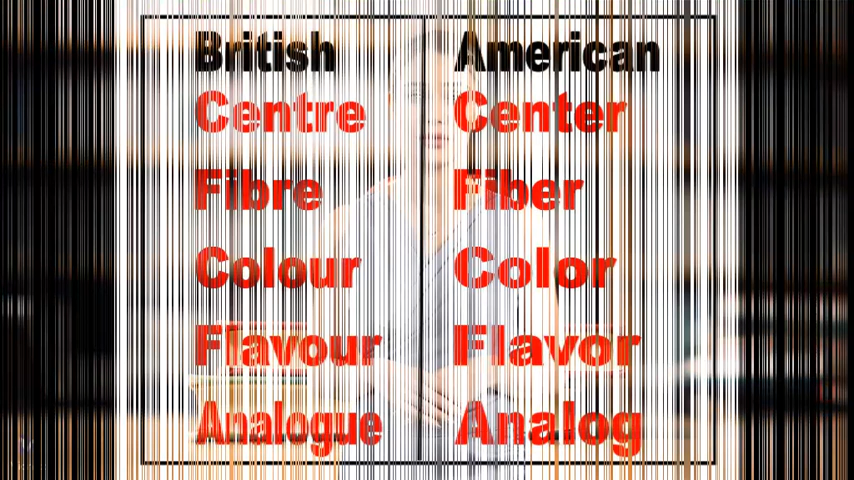 British American
Centre Center
Fibre Fiber
Colour Color
Flavour Flavor
Analogue Analog